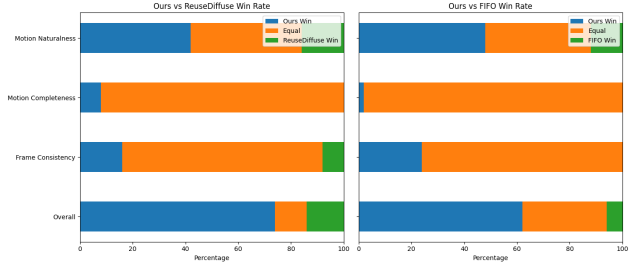 Ours vs ReuseDiffuse Win Rate
Ours Win
Equal
ReuseDiffuse Win
Motion Naturalness
Motion Completeness
Frame Consistency
Overall
0 20 40 60 80 100
Percentage
Ours vs FIFO Win Rate
Ours Win
Equal
FIFO Win
0 20 40 60 80 100
Percentage